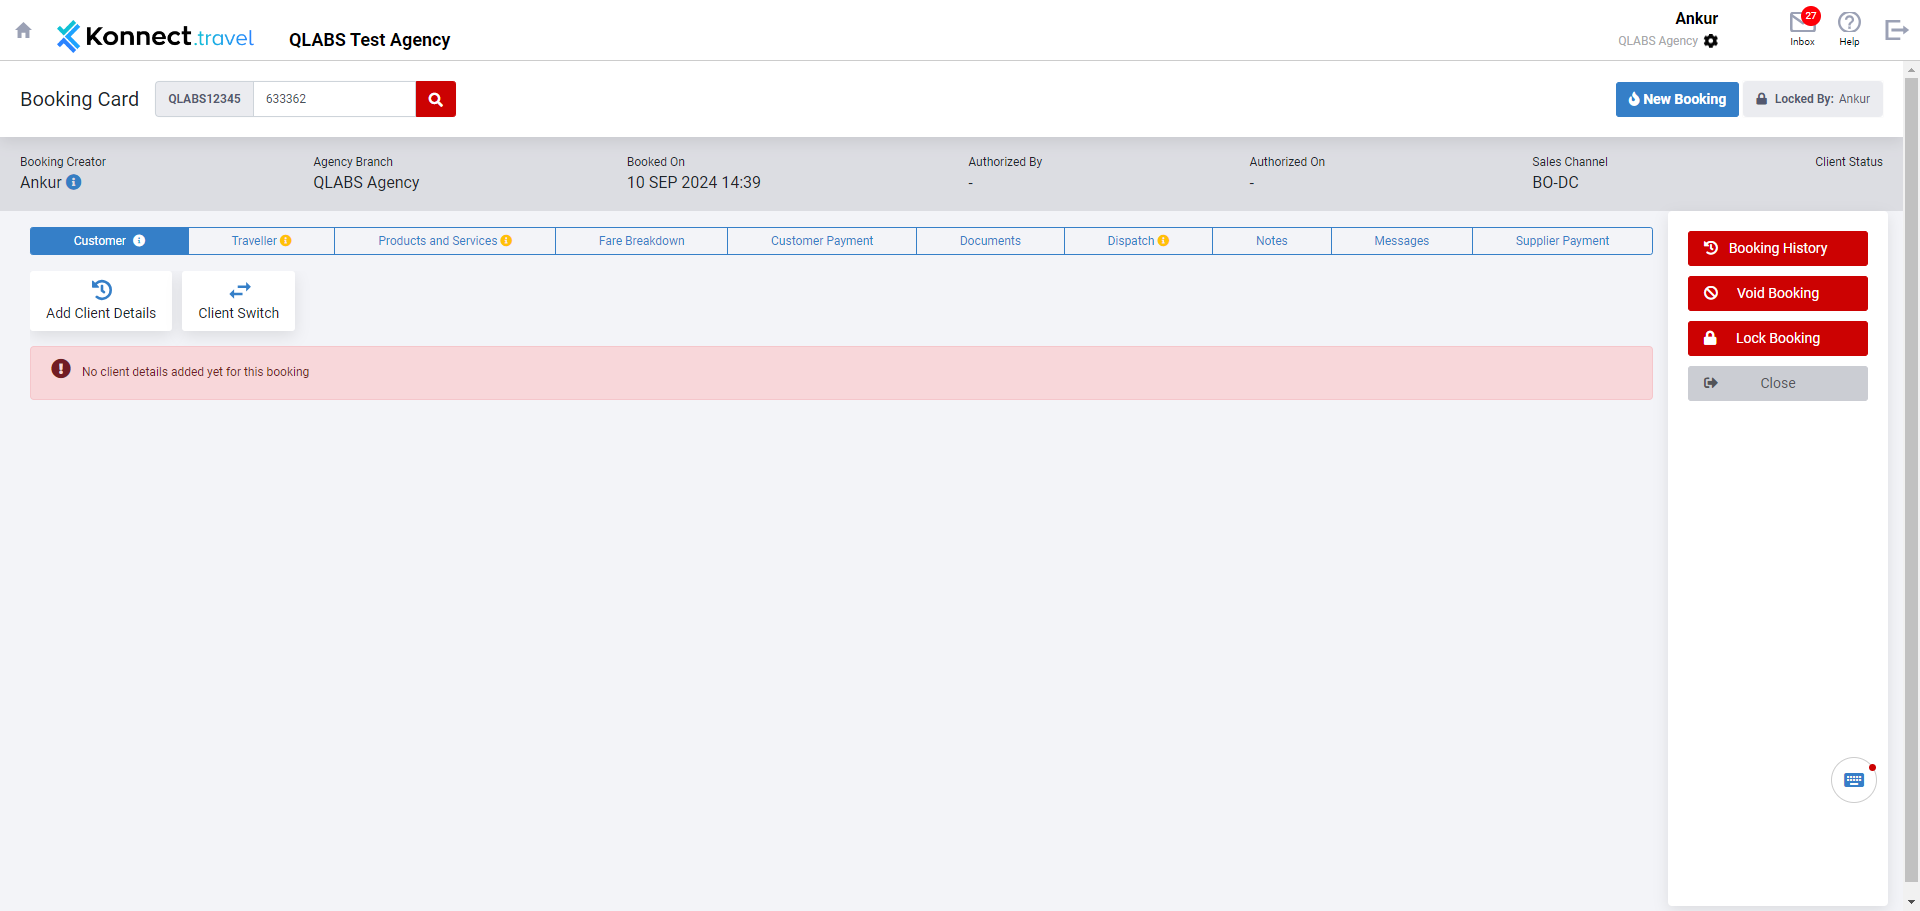 Konnect.travel
QLABS Test Agency
Ankur
QLABS Agency
27
Inbox
Help
Booking Card
QLABS12345
633362
New Booking
Locked By: Ankur
Booking Creator
Ankur
Agency Branch
QLABS Agency
Booked On
10 SEP 2024 14:39
Authorized By
-
Authorized On
-
Sales Channel
BO-DC
Client Status
Customer
Traveller
Products and Services
Fare Breakdown
Customer Payment
Documents
Dispatch
Notes
Messages
Supplier Payment
Add Client Details
Client Switch
No client details added yet for this booking
Booking History
Void Booking
Lock Booking
Close